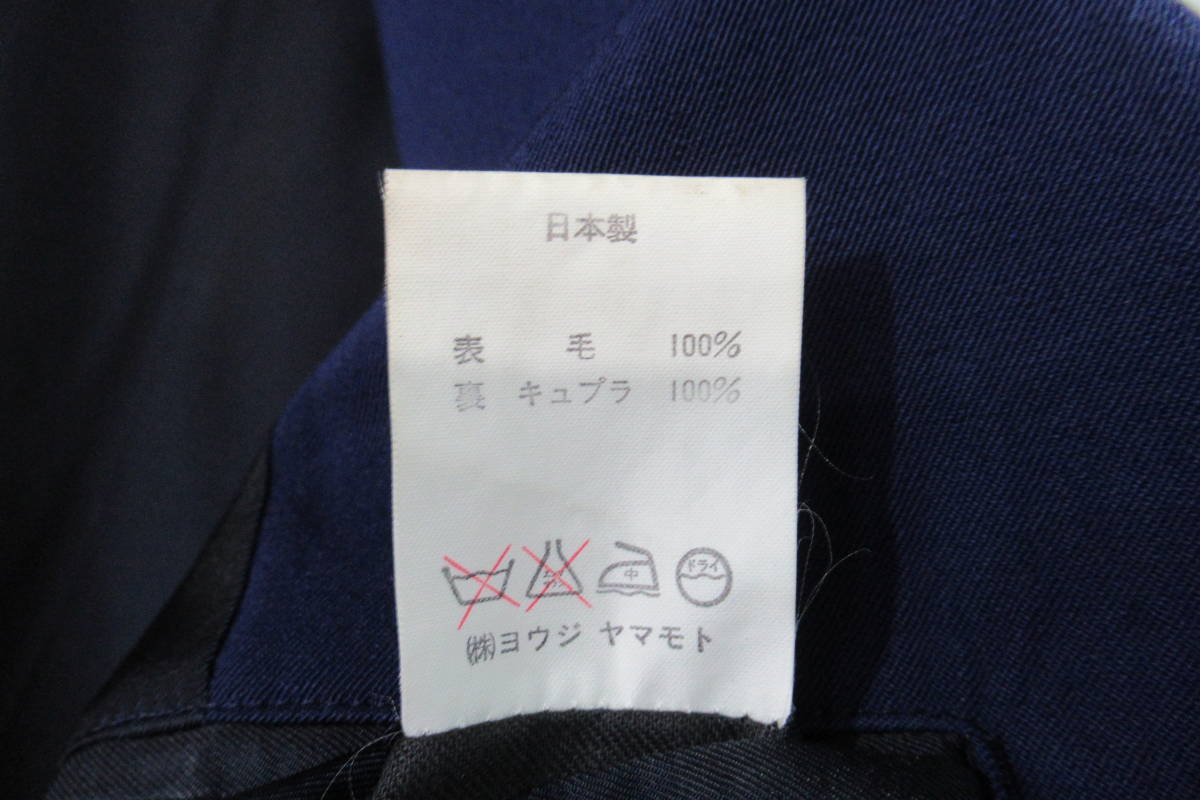 日本製
表 毛 100%
裏 キュプラ 100%
中 ドライ
㈱ヨウジ ヤマモト